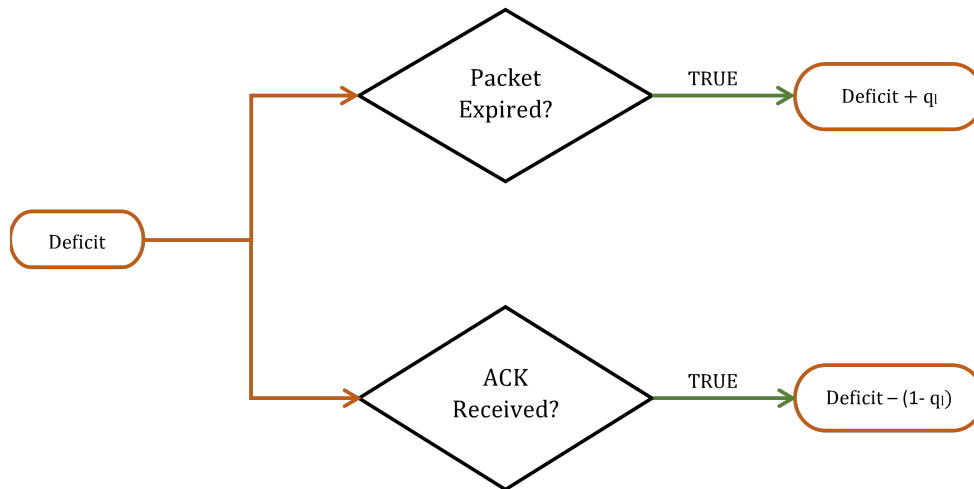 Packet
Expired?
TRUE
Deficit + qₗ
Deficit
ACK
Received?
TRUE
Deficit – (1- qₗ)